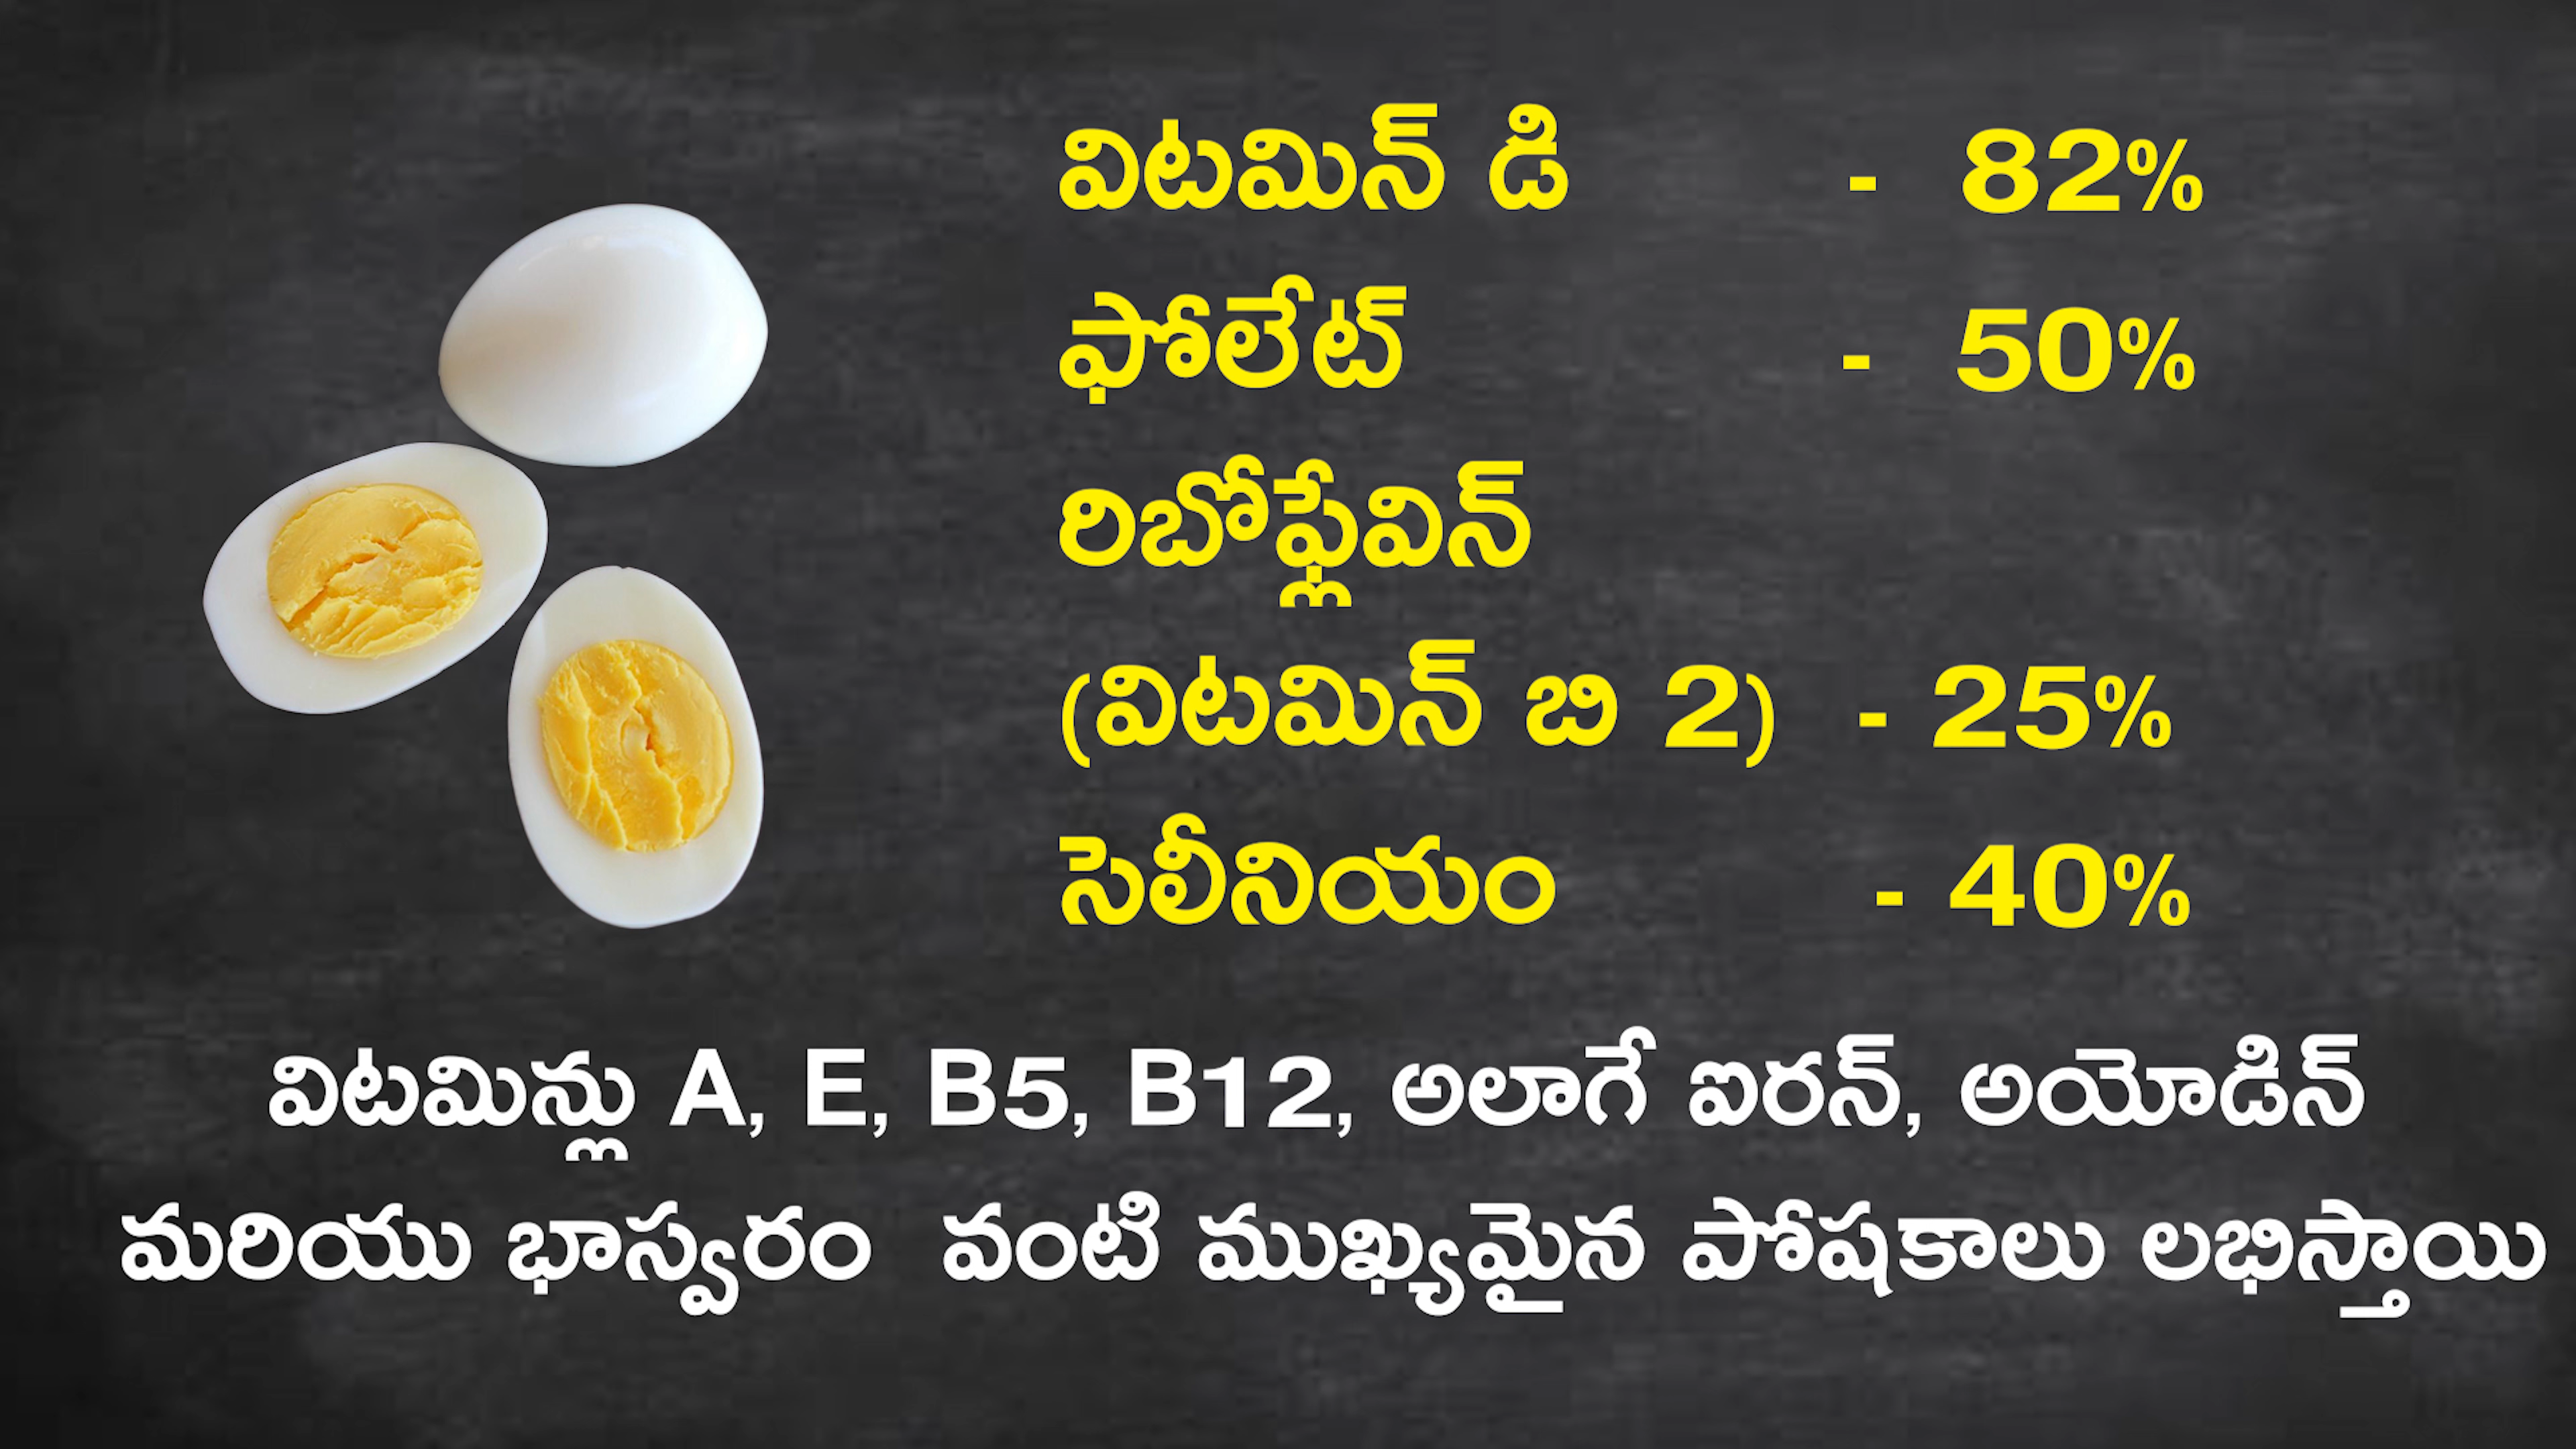 విటమిన్ డి - 82%
ఫోలేట్ - 50%
రిబోఫ్లేవిన్
(విటమిన్ బి 2) - 25%
సెలీనియం - 40%
విటమిన్లు A, E, B5, B12, అలాగే ఐరన్, అయోడిన్
మరియు భాస్వరం వంటి ముఖ్యమైన పోషకాలు లభిస్తాయి